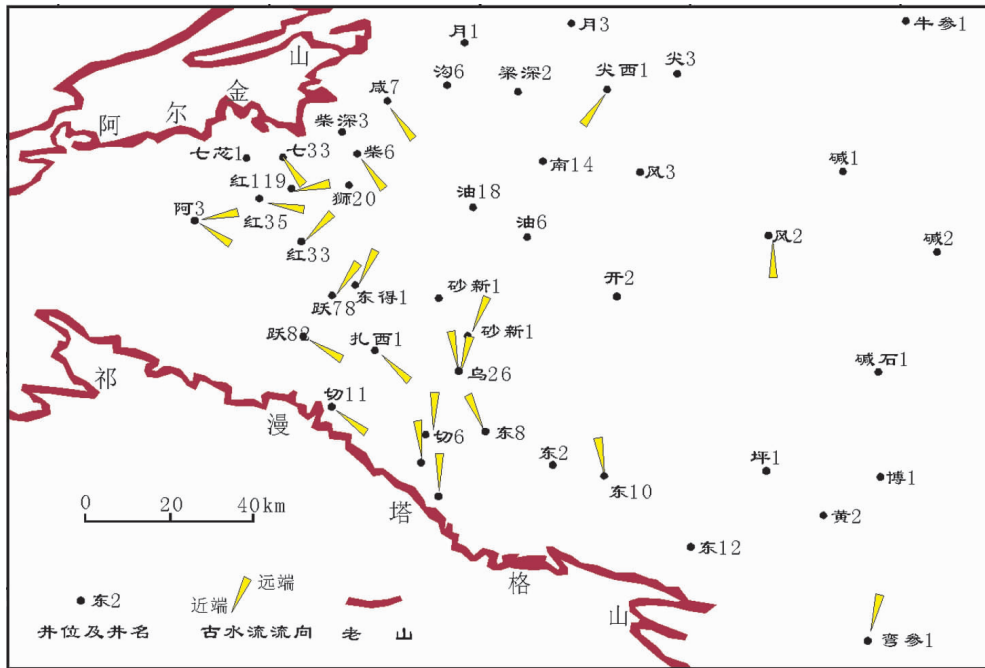 月1
月3
牛参1
山
咸7
沟6
梁深2
尖西1
尖3
阿尔金
柴深3
七芯1
七33
柴6
南14
风3
碱1
红119
狮20
阿3
红35
油18
红33
油6
风2
碱2
跃78
东得1
砂新1
开2
跃88
扎西1
砂新1
乌26
碱石1
祁
切11
漫
切6
东8
东2
东10
坪1
博1
0 20 40km
塔
黄2
东12
格
东2
近端
远端
山
井位及井名
古水流流向
老 山
弯参1